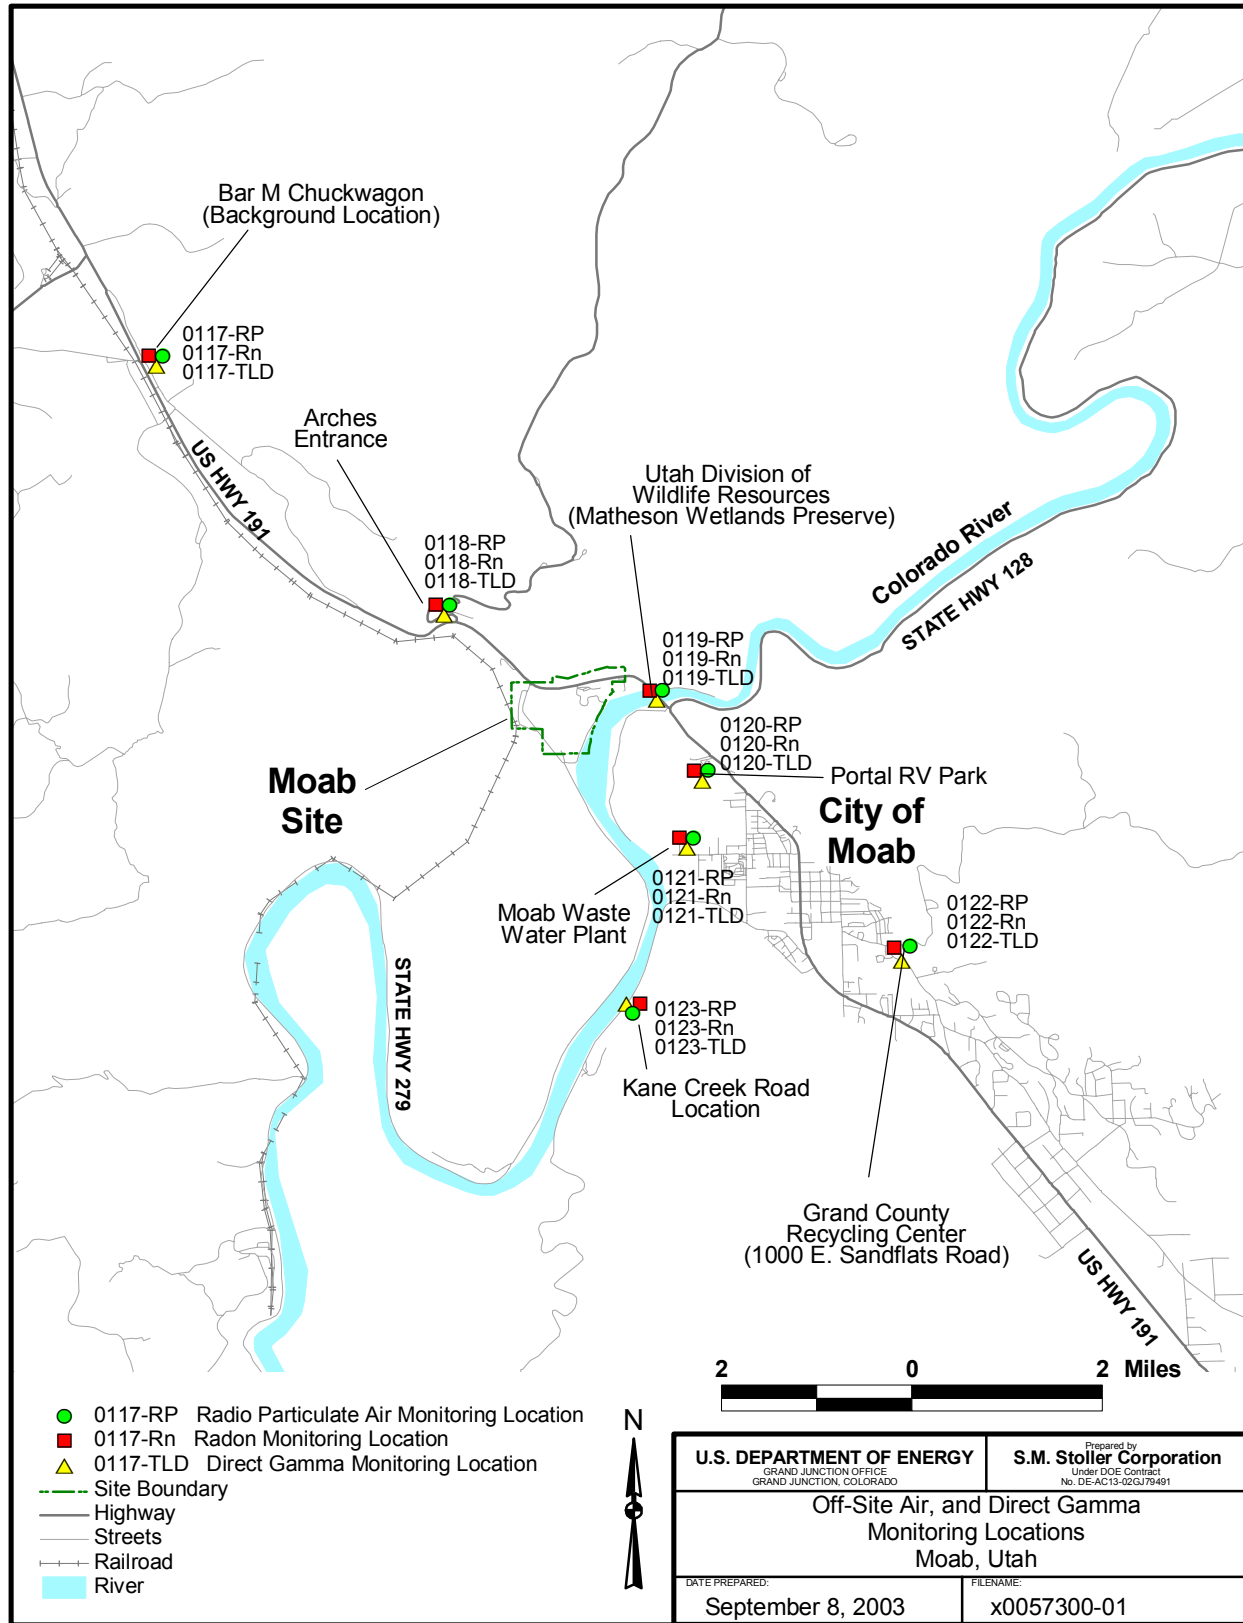 Bar M Chuckwagon
(Background Location)
0117-RP
0117-Rn
0117-TLD
Arches
Entrance
US HWY 191
Utah Division of
Wildlife Resources
(Matheson Wetlands Preserve)
0118-RP
0118-Rn
0118-TLD
Colorado River
STATE HWY 128
0119-RP
0119-Rn
0119-TLD
0120-RP
0120-Rn
0120-TLD
Portal RV Park
Moab
Site
City of
Moab
0121-RP
0121-Rn
0121-TLD
Moab Waste
Water Plant
0122-RP
0122-Rn
0122-TLD
STATE HWY 279
0123-RP
0123-Rn
0123-TLD
Kane Creek Road
Location
Grand County
Recycling Center
(1000 E. Sandflats Road)
US HWY 191
2 0 2 Miles
0117-RP Radio Particulate Air Monitoring Location
0117-Rn Radon Monitoring Location
0117-TLD Direct Gamma Monitoring Location
Site Boundary
Highway
Streets
Railroad
River
N
U.S. DEPARTMENT OF ENERGY
GRAND JUNCTION OFFICE
GRAND JUNCTION, COLORADO
Prepared by
S.M. Stoller Corporation
Under DOE Contract
No. DE-AC13-02GJ79491
Off-Site Air, and Direct Gamma
Monitoring Locations
Moab, Utah
DATE PREPARED:
September 8, 2003
FILENAME:
x0057300-01